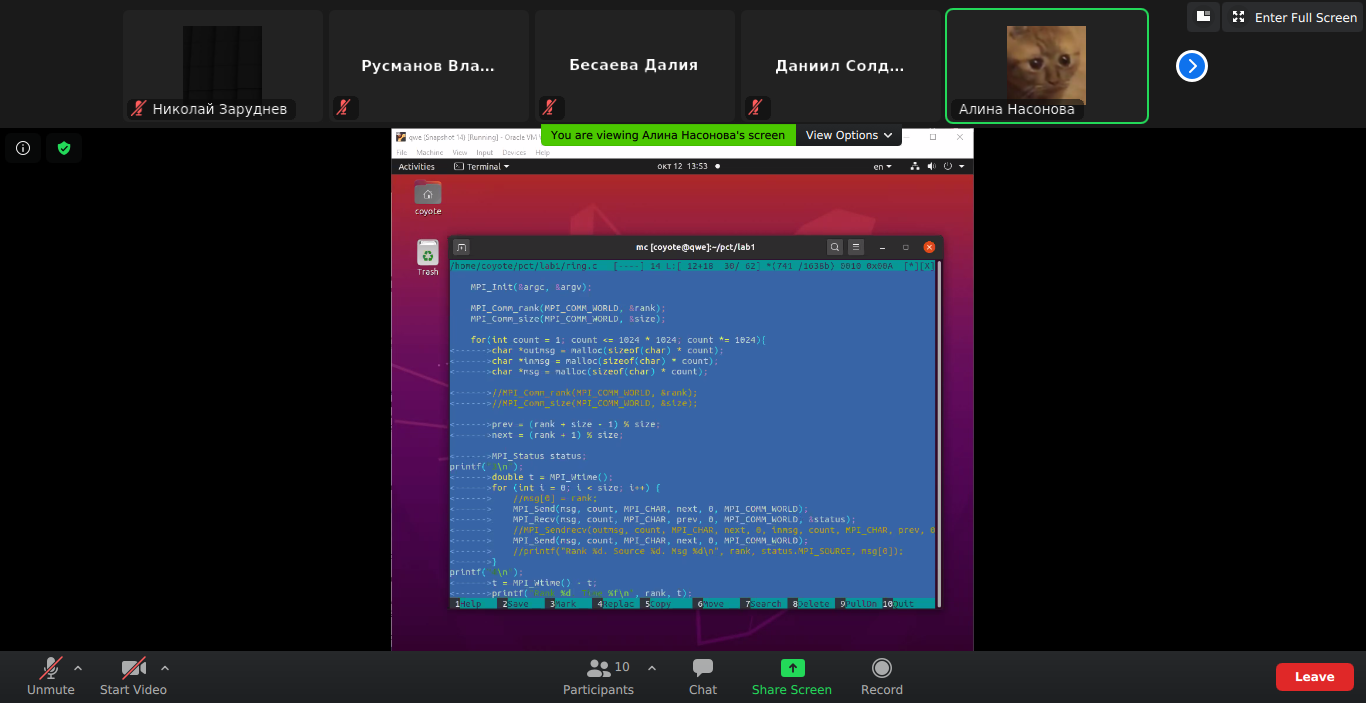 Enter Full Screen
Николай Заруднев
Русманов Вла...
Бесаева Далия
Даниил Солд...
Алина Насонова
You are viewing Алина Насонова's screen
View Options
qwe (Snapshot 14) [Running] - Oracle VM
File Machine View Input Devices Help
Activities Terminal окт 12 13:53 en
coyote
Trash
mc [coyote@qwe]:~/pct/lab1
/home/coyote/pct/lab1/ring.c [----] 14 L:[ 12+18 30/ 62] *(741 /1636b) 0010 0x00A [*][X]
MPI_Init(&argc, &argv);
MPI_Comm_rank(MPI_COMM_WORLD, &rank);
MPI_Comm_size(MPI_COMM_WORLD, &size);
for(int count = 1; count <= 1024 * 1024; count *= 1024){
<------>char *outmsg = malloc(sizeof(char) * count);
<------>char *inmsg = malloc(sizeof(char) * count);
<------>char *msg = malloc(sizeof(char) * count);
<------>//MPI_Comm_rank(MPI_COMM_WORLD, &rank);
<------>//MPI_Comm_size(MPI_COMM_WORLD, &size);
<------>prev = (rank + size - 1) % size;
<------>next = (rank + 1) % size;
<------>MPI_Status status;
printf( \n");
<------>double t = MPI_Wtime();
<------>for (int i = 0; i < size; i++) {
<------> //msg[0] = rank;
<------> MPI_Send(msg, count, MPI_CHAR, next, 0, MPI_COMM_WORLD);
<------> MPI_Recv(msg, count, MPI_CHAR, prev, 0, MPI_COMM_WORLD, &status);
<------> //MPI_Sendrecv(outmsg, count, MPI_CHAR, next, 0, inmsg, count, MPI_CHAR, prev, 0
<------> MPI_Send(msg, count, MPI_CHAR, next, 0, MPI_COMM_WORLD);
<------> //printf("Rank %d. Source %d. Msg %d\n", rank, status.MPI_SOURCE, msg[0]);
<------>}
printf( \n");
<------>t = MPI_Wtime() - t;
<------>printf("Rank %d Time %f\n", rank, t);
1Help 2Save 3Mark 4Replac 5Copy 6Move 7Search 8Delete 9PullDn 10Quit
Unmute
Start Video
10
Participants
Chat
Share Screen
Record
Leave